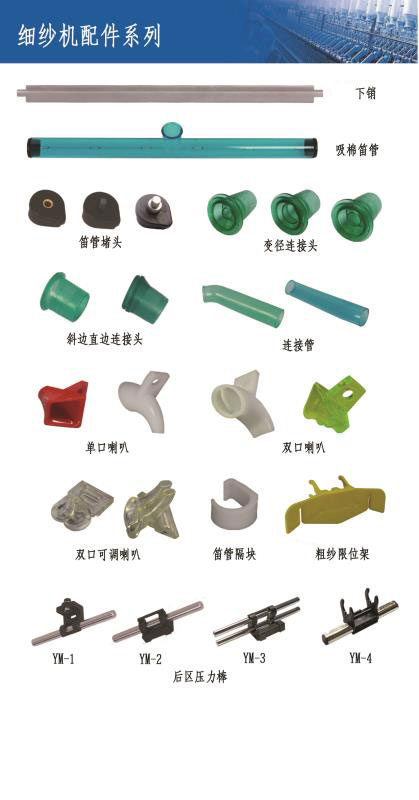 细纱机配件系列
下销
吸棉笛管
笛管堵头
变径连接头
斜边直边连接头
连接管
单口喇叭
双口喇叭
双口可调喇叭
笛管隔块
粗纱限位架
YM-1
YM-2
YM-3
YM-4
后区压力棒